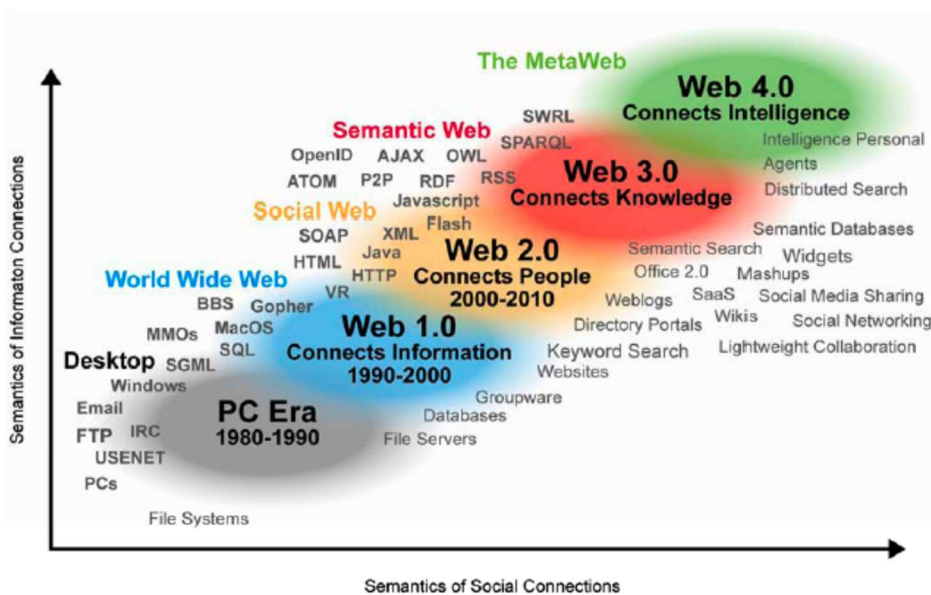 The MetaWeb
Web 4.0
Connects Intelligence
SWRL
Semantic Web
SPARQL
Intelligence Personal
Agents
OpenID
AJAX
OWL
Web 3.0
Connects Knowledge
ATOM
P2P
RDF
RSS
Distributed Search
Javascript
Social Web
Flash
Semantic Databases
SOAP
XML
Web 2.0
Connects People
2000-2010
Semantic Search
Widgets
HTML
Java
Office 2.0
Mashups
World Wide Web
HTTP
VR
Weblogs
SaaS
Social Media Sharing
BBS
Gopher
Wikis
Social Networking
MMOs
MacOS
Web 1.0
Connects Information
1990-2000
Directory Portals
SQL
Keyword Search
Lightweight Collaboration
Desktop
SGML
Websites
Windows
Groupware
Email
PC Era
1980-1990
Databases
FTP
IRC
File Servers
USENET
PCs
File Systems
Semantics of Informaton Connections
Semantics of Social Connections